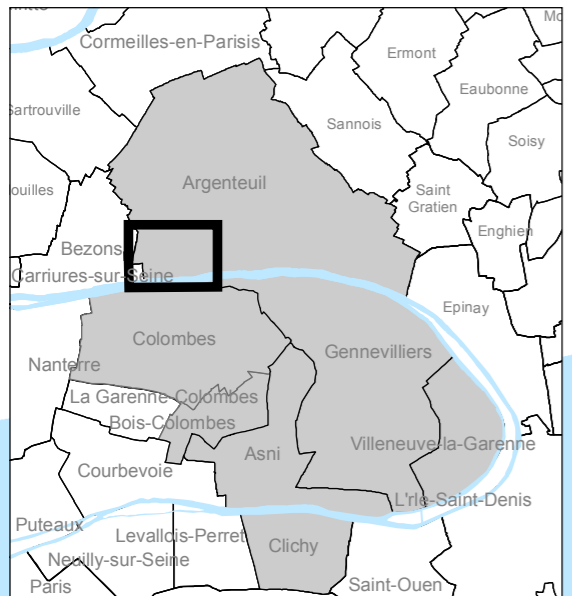 Cormeilles-en-Parisis
Ermont
Eaubonne
Sartrouville
Sannois
Soisy
Argenteuil
Saint
Gratien
ouilles
Enghien
Bezons
Carriures-sur-Seine
Epinay
Colombes
Gennevilliers
Nanterre
La Garenne-Colombes
Bois-Colombes
Villeneuve-la-Garenne
Asni
Courbevoie
L'rle-Saint-Denis
Puteaux
Levallois-Perret
Clichy
Neuilly-sur-Seine
Paris
Saint-Ouen